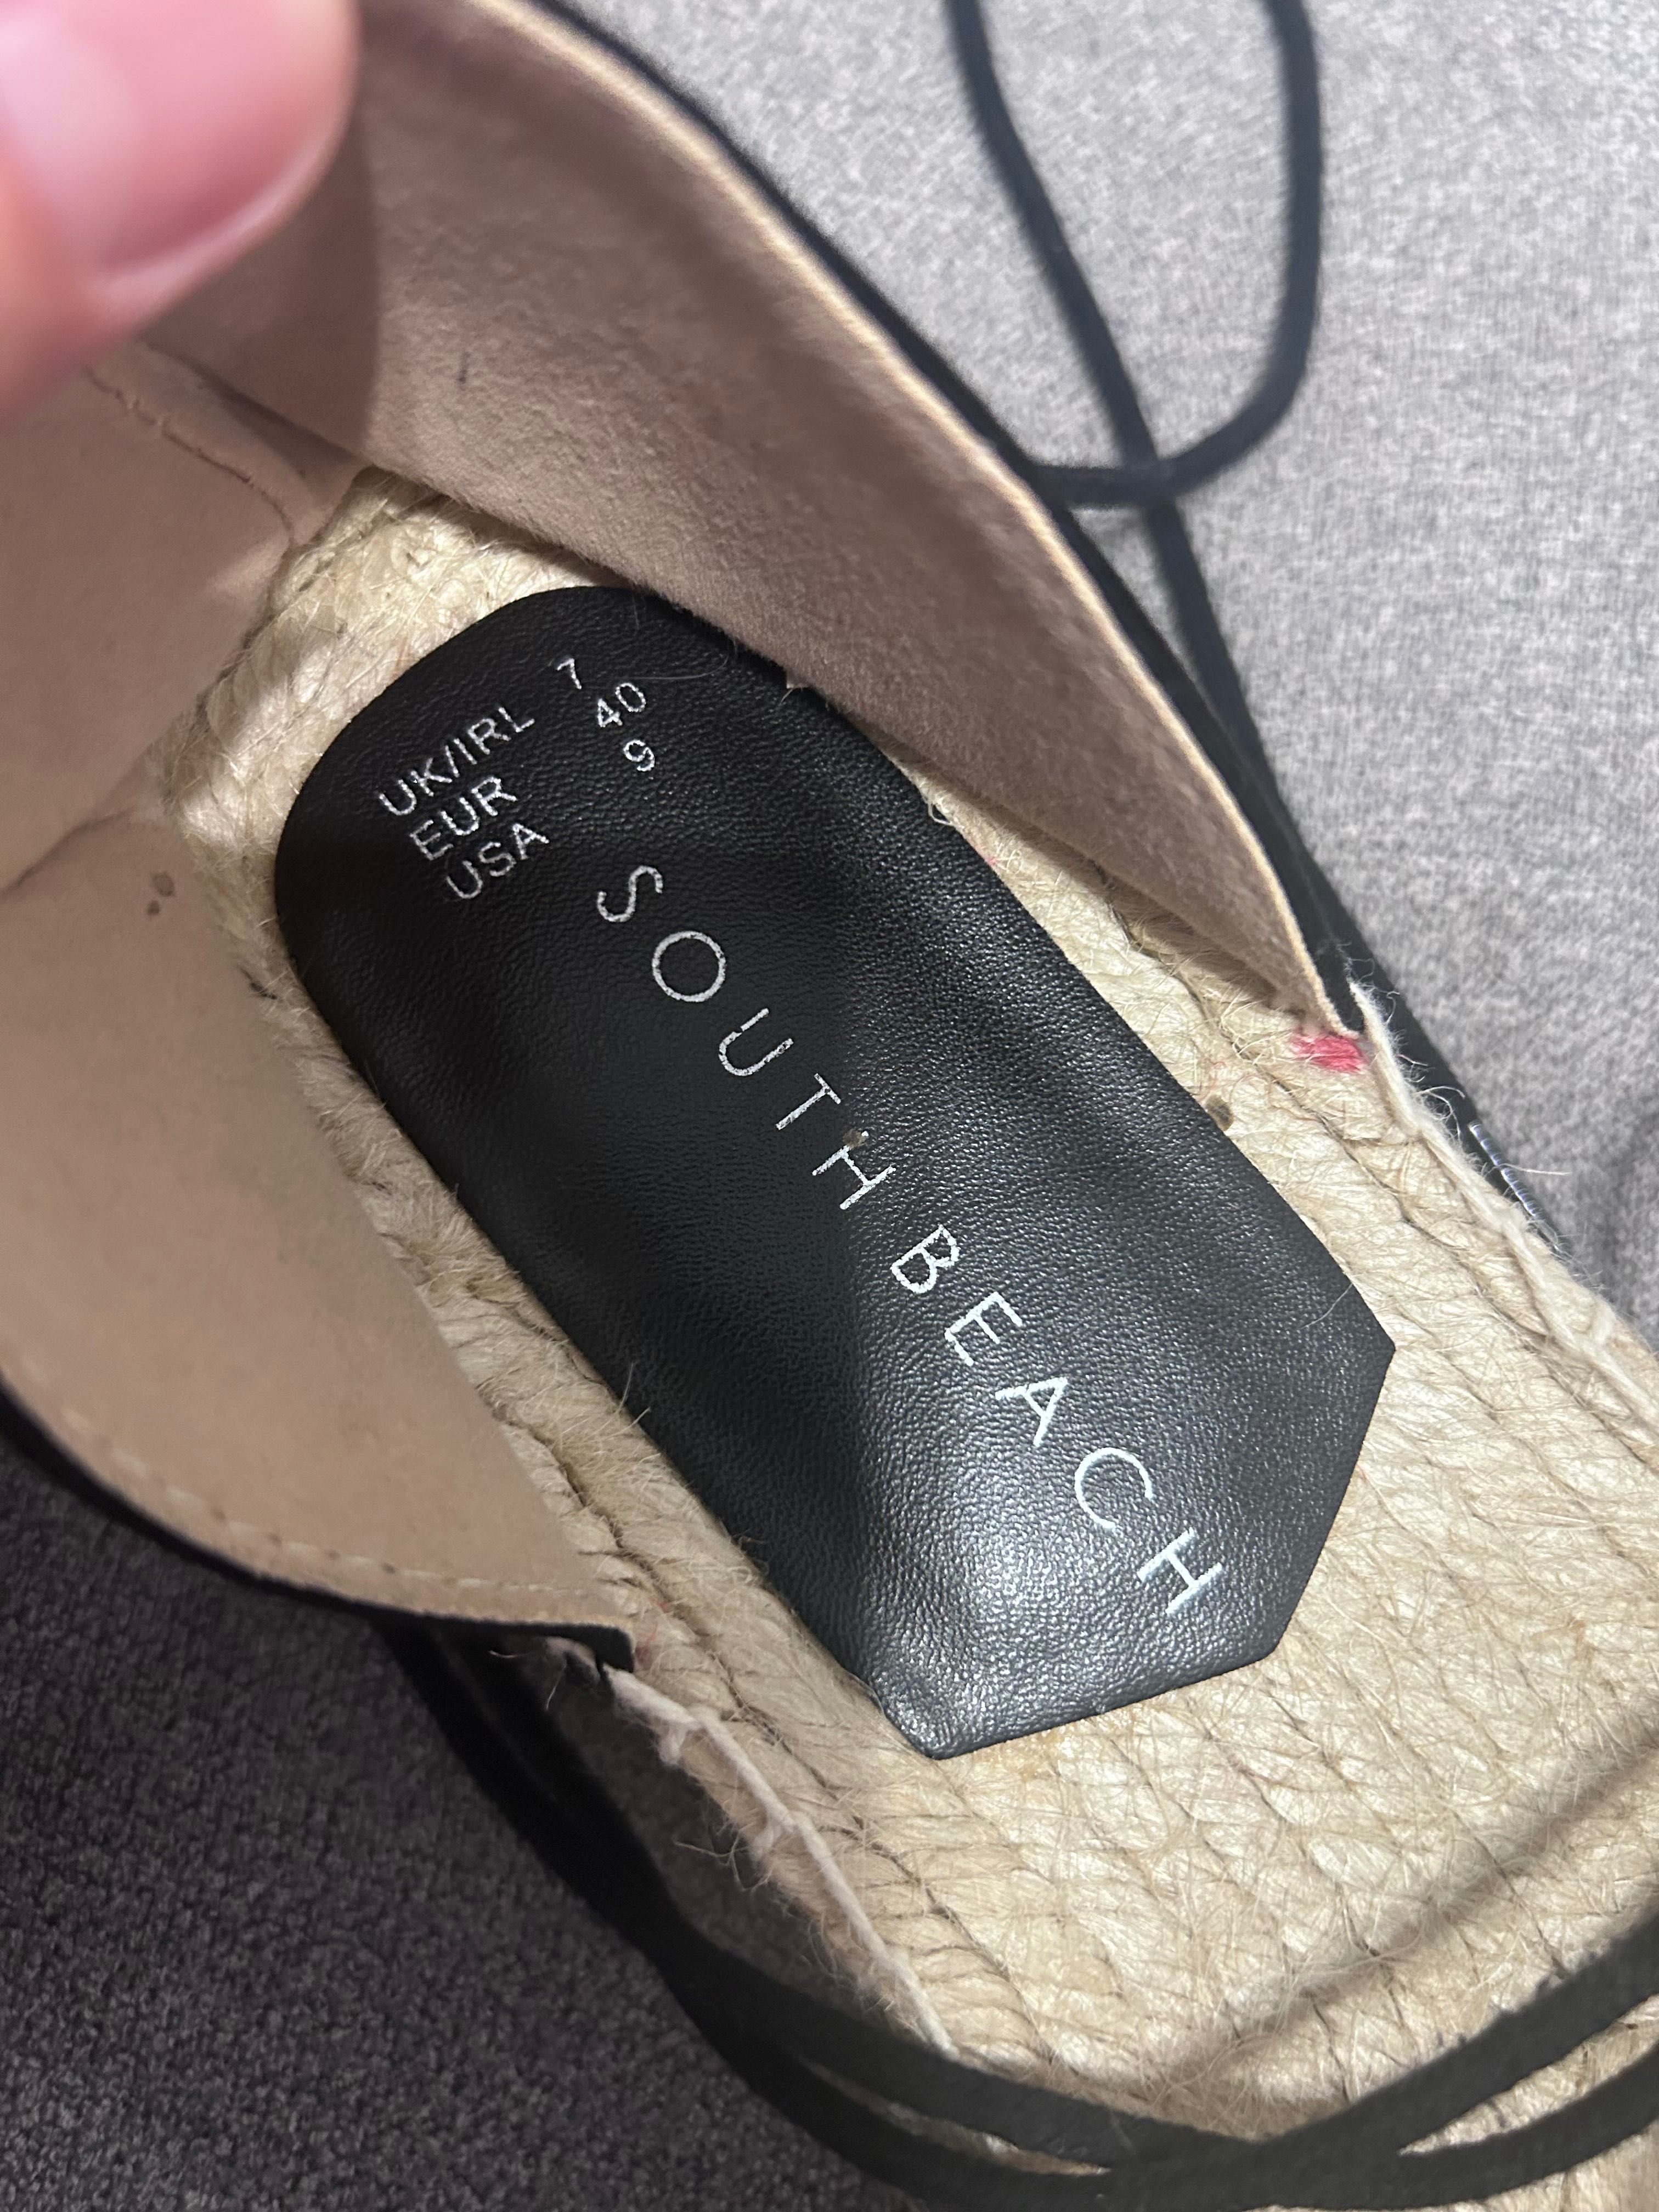 UK/IRL 7
EUR 40
USA 9
SOUTH BEACH